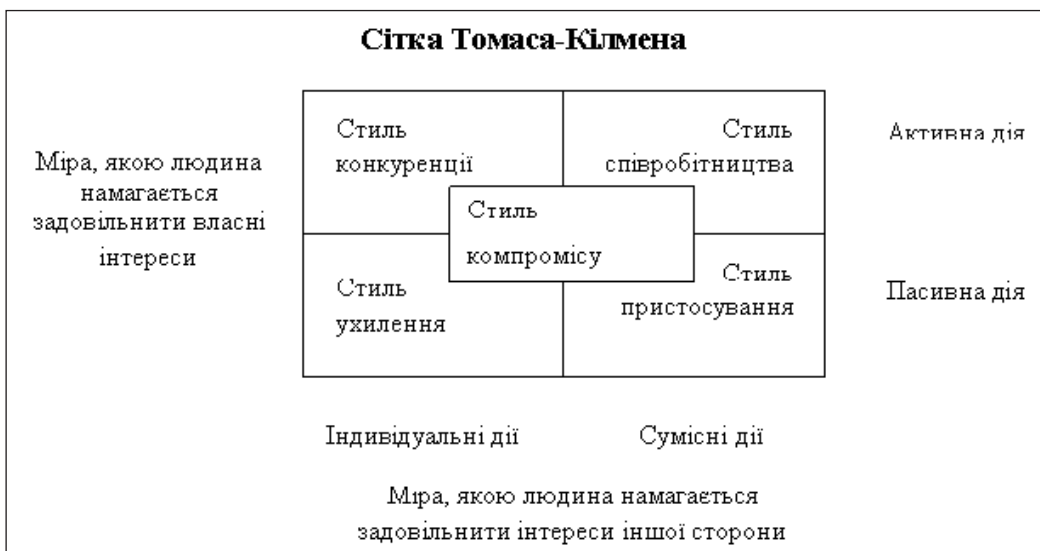 Сітка Томаса-Кілмена
Міра, якою людина
намагається
задовільнити власні
інтереси
Стиль
конкуренції
Стиль
співробітництва
Активна дія
Стиль
компромісу
Стиль
ухилення
Стиль
пристосування
Пасивна дія
Індивідуальні дії
Сумісні дії
Міра, якою людина намагається
задовільнити інтереси іншої сторони